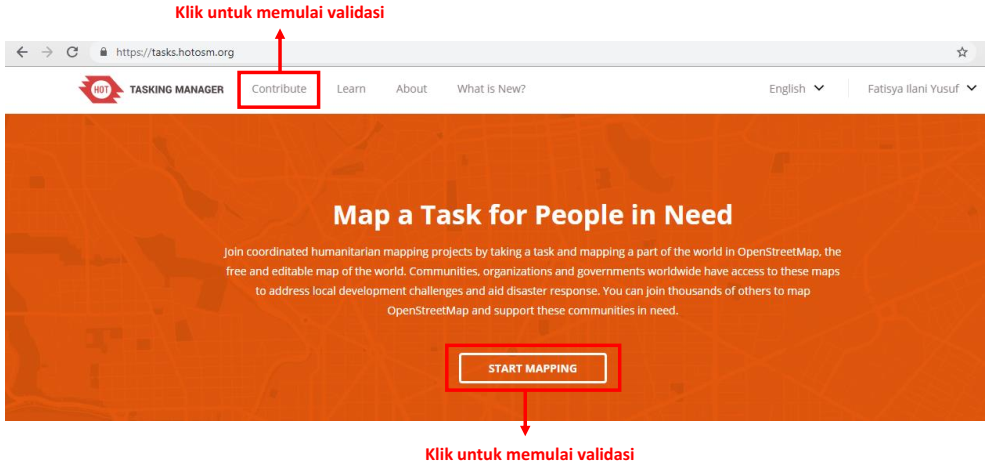 Klik untuk memulai validasi
https://tasks.hotosm.org
HOT TASKING MANAGER Contribute Learn About What is New? English Fatisya Ilani Yusuf
Map a Task for People in Need
Join coordinated humanitarian mapping projects by taking a task and mapping a part of the world in OpenStreetMap, the
free and editable map of the world. Communities, organizations and governments worldwide have access to these maps
to address local development challenges and aid disaster response. You can join thousands of others to map
OpenStreetMap and support these communities in need.
START MAPPING
Klik untuk memulai validasi